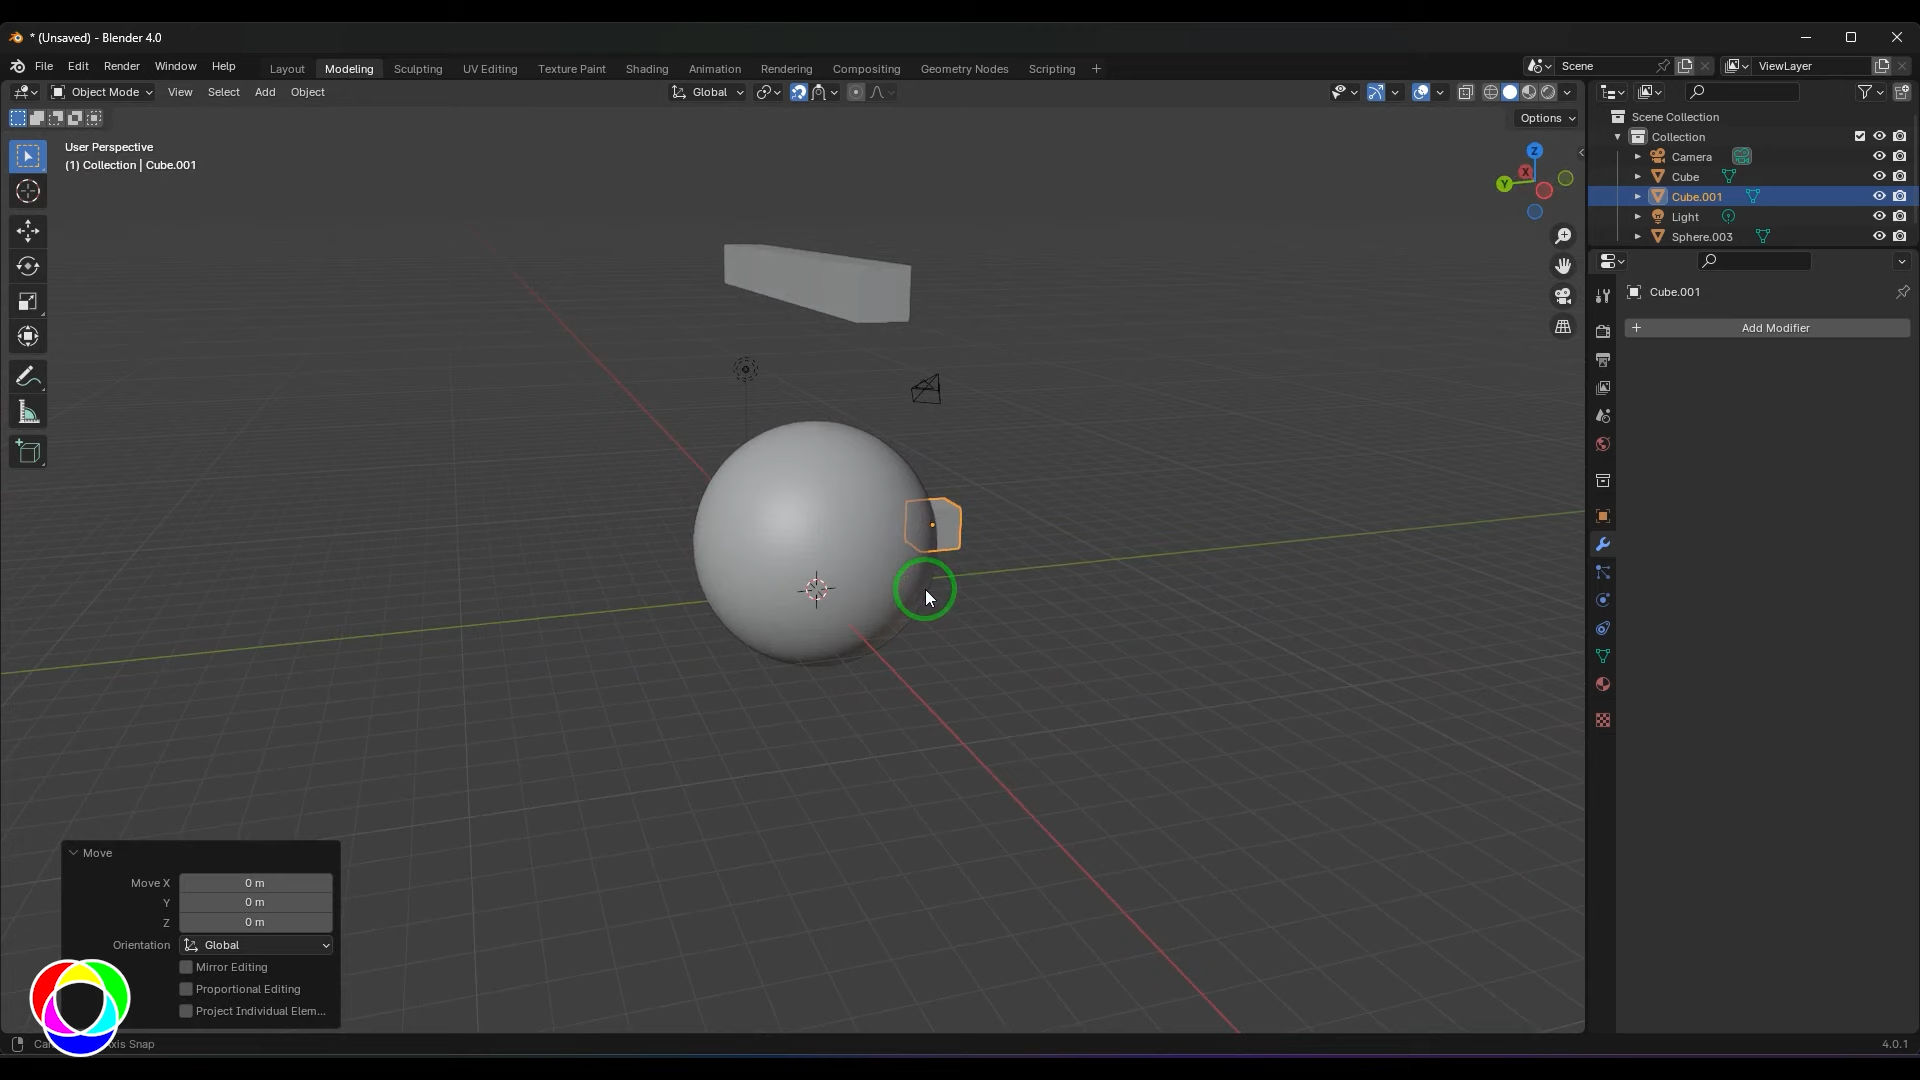 * (Unsaved) - Blender 4.0
File Edit Render Window Help
Layout Modeling Sculpting UV Editing Texture Paint Shading Animation Rendering Compositing Geometry Nodes Scripting +
Scene
ViewLayer
Object Mode View Select Add Object
Global
Options
User Perspective
(1) Collection | Cube.001
Z
X
Y
Scene Collection
Collection
Camera
Cube
Cube.001
Light
Sphere.003
Cube.001
+ Add Modifier
Move
Move X 0 m
Y 0 m
Z 0 m
Orientation Global
Mirror Editing
Proportional Editing
Project Individual Elem...
xis Snap
4.0.1